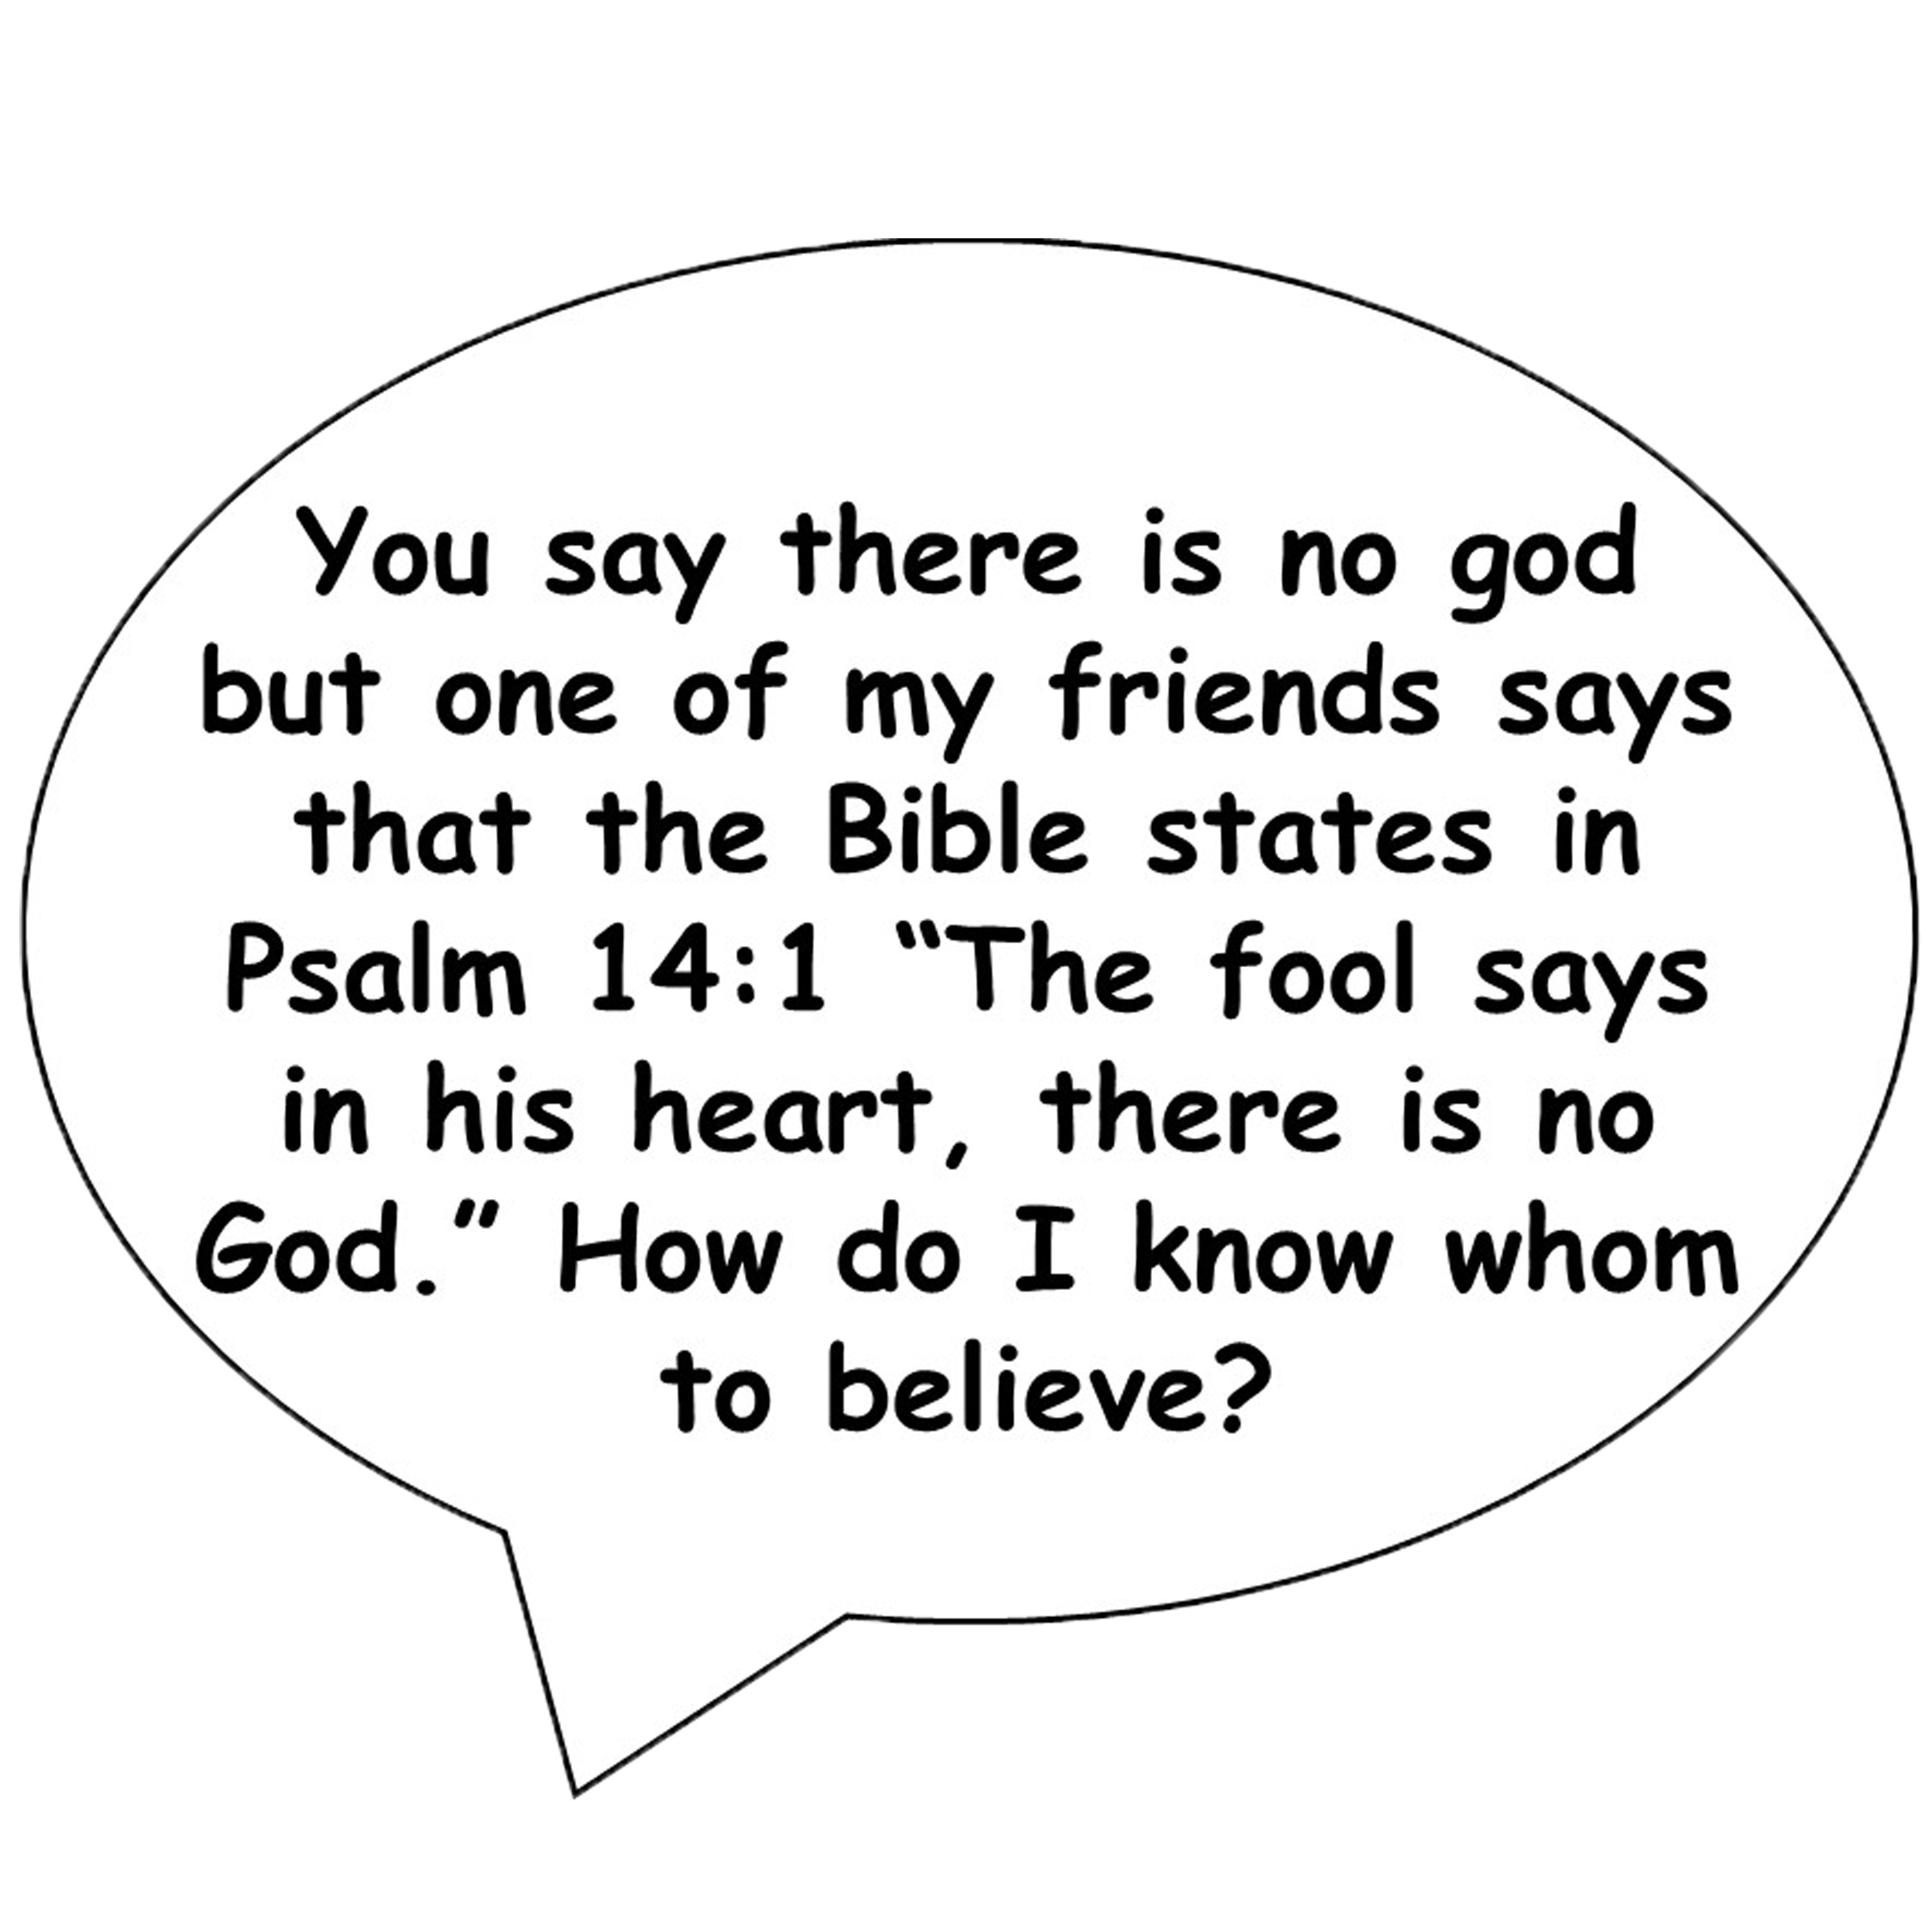 You say there is no god
but one of my friends says
that the Bible states in
Psalm 14:1 “The fool says
in his heart, there is no
God.” How do I know whom
to believe?